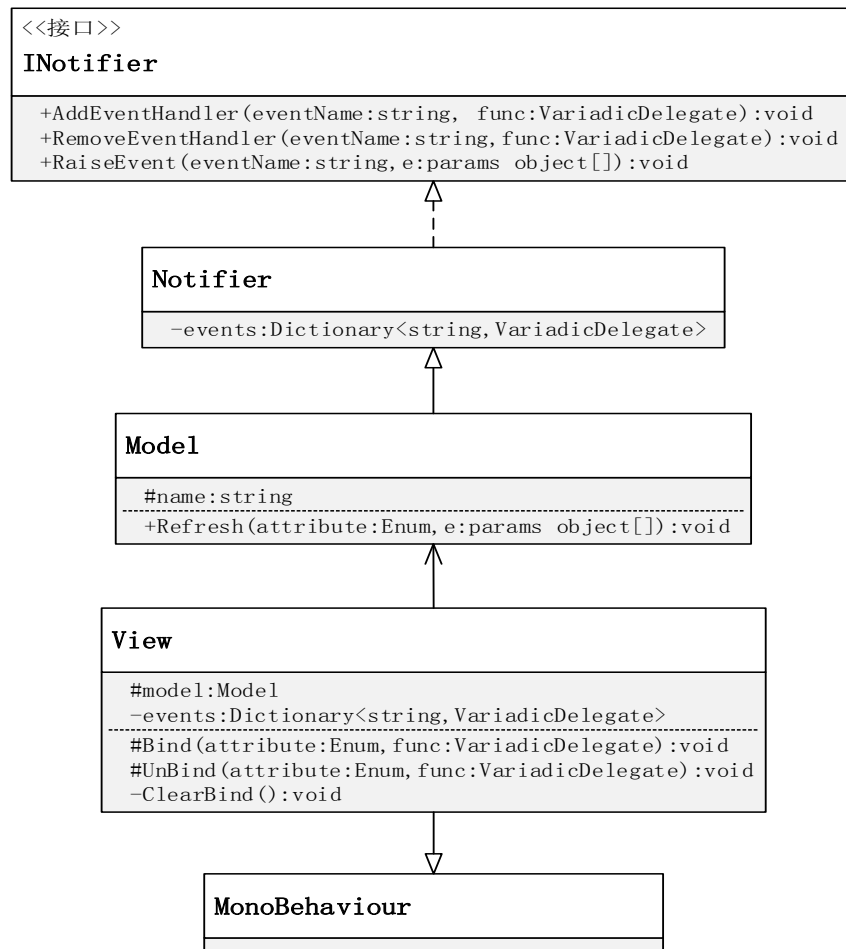 <<接口>>
INotifier
+AddEventHandler(eventName:string, func:VariadicDelegate):void
+RemoveEventHandler(eventName:string,func:VariadicDelegate):void
+RaiseEvent(eventName:string,e:params object[]):void
Notifier
-events:Dictionary<string,VariadicDelegate>
Model
#name:string
+Refresh(attribute:Enum,e:params object[]):void
View
#model:Model
-events:Dictionary<string,VariadicDelegate>
#Bind(attribute:Enum,func:VariadicDelegate):void
#UnBind(attribute:Enum,func:VariadicDelegate):void
-ClearBind():void
MonoBehaviour